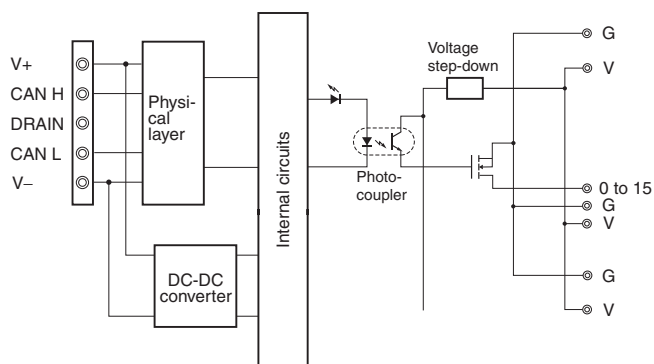 V+
CAN H
DRAIN
CAN L
V–
Physi-
cal
layer
DC-DC
converter
Internal circuits
Photo-
coupler
Voltage
step-down
G
V
0 to 15
G
V
G
V